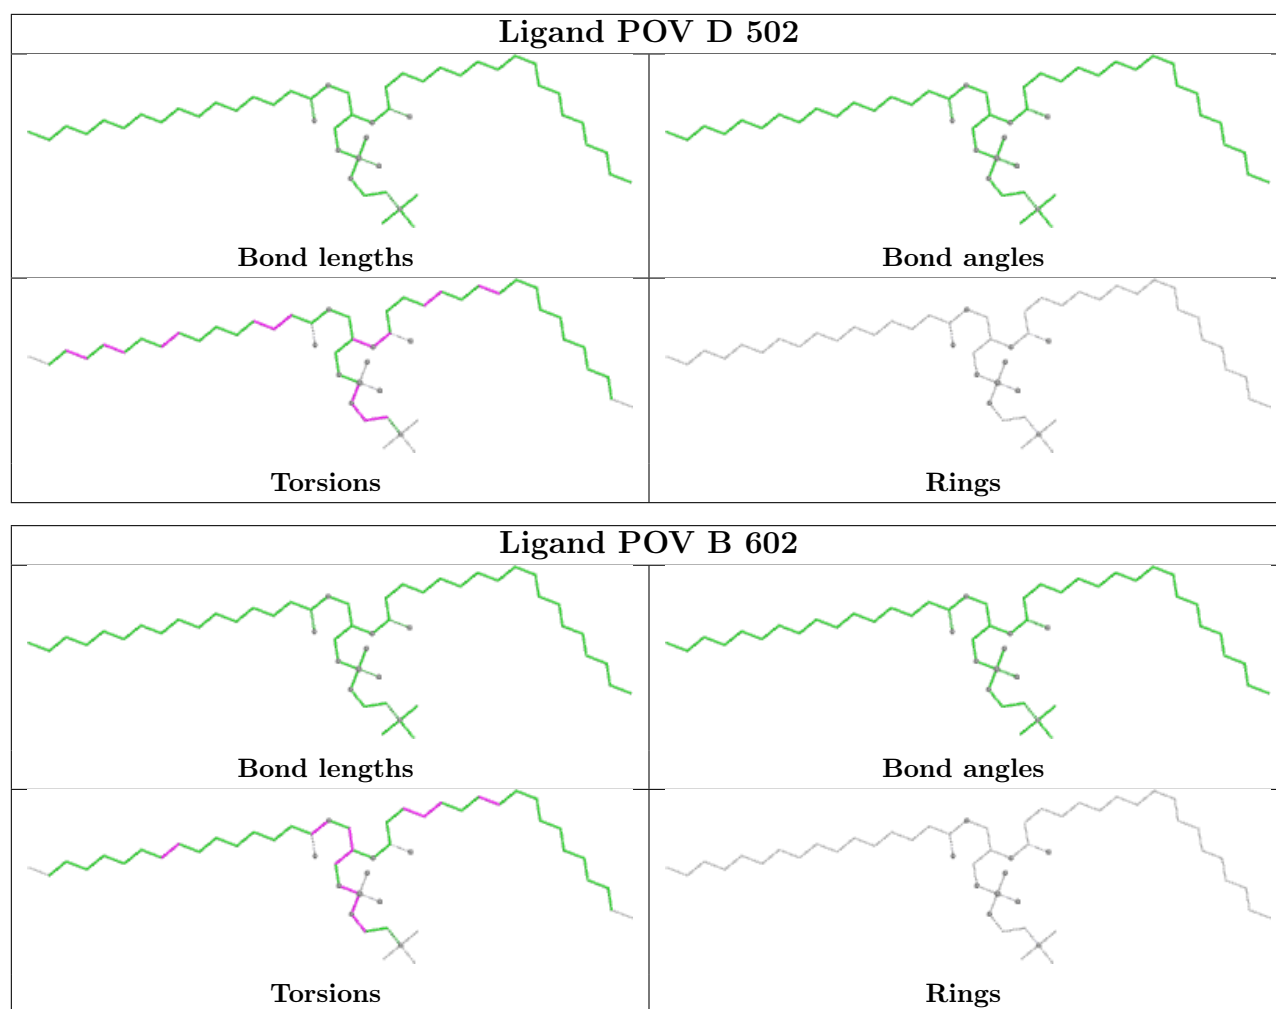 Ligand POV D 502
Bond lengths
Bond angles
Torsions
Rings
Ligand POV B 602
Bond lengths
Bond angles
Torsions
Rings